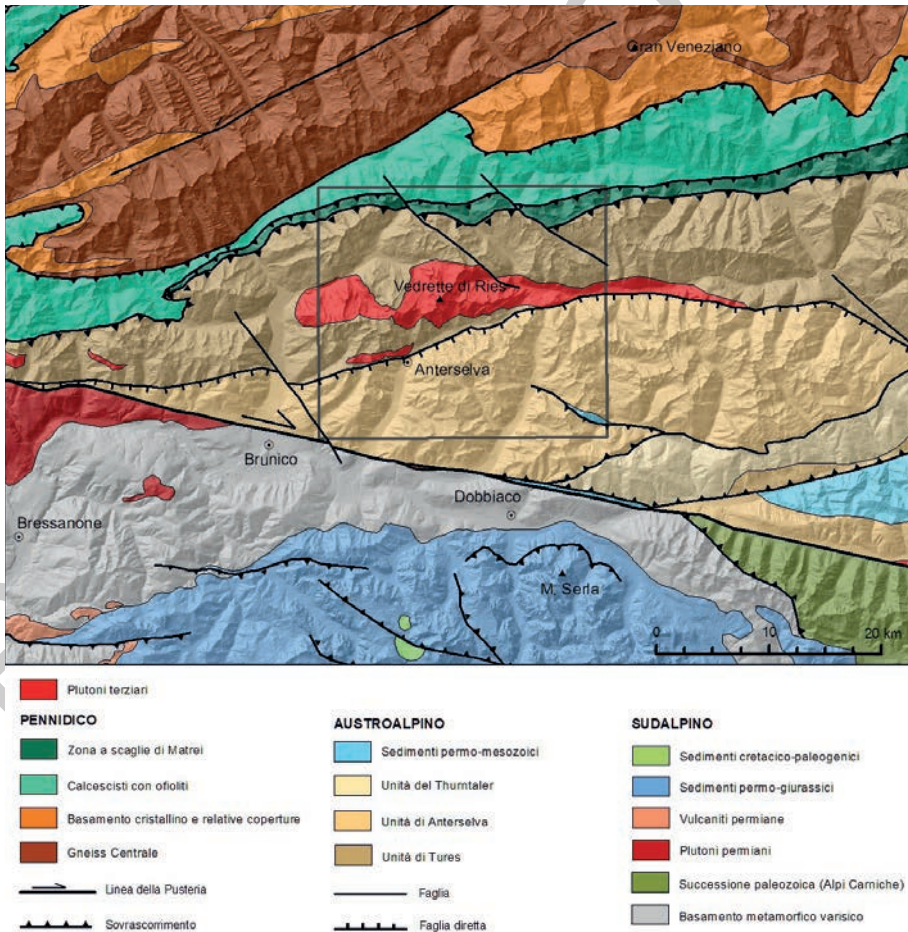 Gran Veneziano
Vedrette di Ries
Anterselva
Brunico
Dobbiaco
Bressanone
M. Serla
0 10 20 km
Plutoni terziari
PENNIDICO
Zona a scaglie di Matrei
Calcescisti con ofioliti
Basamento cristallino e relative coperture
Gneiss Centrale
Linea della Pusteria
Sovrascorrimento
AUSTROALPINO
Sedimenti permo-mesozoici
Unità del Thurntaler
Unità di Anterselva
Unità di Tures
Faglia
Faglia diretta
SUDALPINO
Sedimenti cretacico-paleogenici
Sedimenti permo-giurassici
Vulcaniti permiane
Plutoni permiani
Successione paleozoica (Alpi Carniche)
Basamento metamorfico varisico